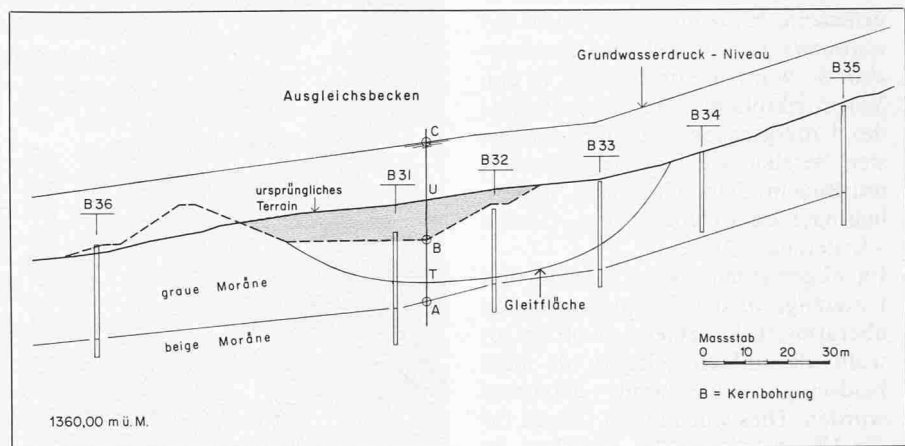 Ausgleichsbecken
Grundwasserdruck - Niveau
B35
B34
B33
B32
B31
B36
C
U
B
T
A
ursprüngliches
Terrain
graue Moräne
beige Moräne
Gleitfläche
Massstab
0 10 20 30 m
B = Kernbohrung
1360,00 m ü. M.